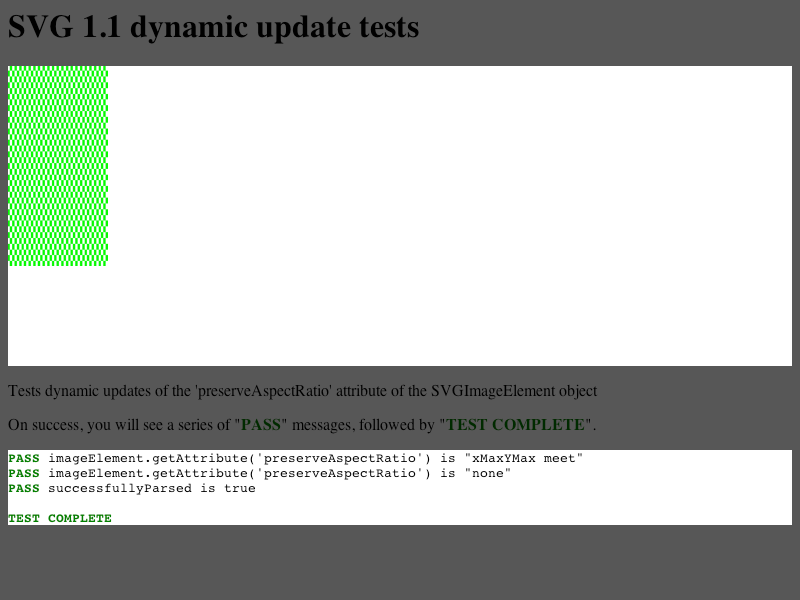 SVG 1.1 dynamic update tests
Tests dynamic updates of the 'preserveAspectRatio' attribute of the SVGImageElement object
On success, you will see a series of "PASS" messages, followed by "TEST COMPLETE".
PASS imageElement.getAttribute('preserveAspectRatio') is "xMaxYMax meet"
PASS imageElement.getAttribute('preserveAspectRatio') is "none"
PASS successfullyParsed is true
TEST COMPLETE